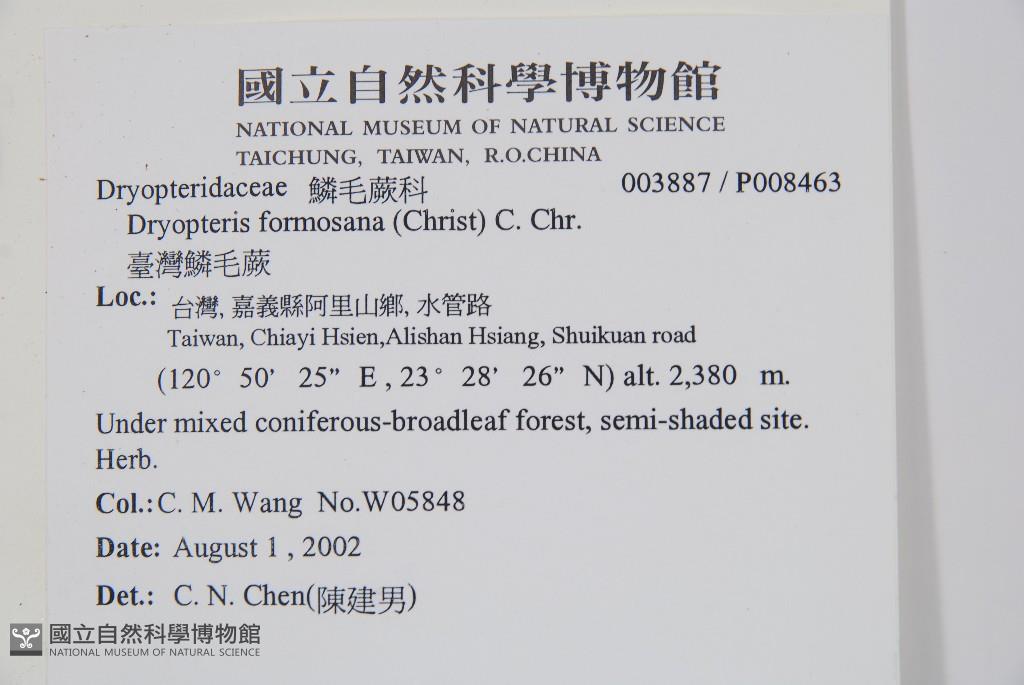 國立自然科學博物館
NATIONAL MUSEUM OF NATURAL SCIENCE
TAICHUNG, TAIWAN, R.O.CHINA
Dryopteridaceae 鱗毛蕨科 003887 / P008463
Dryopteris formosana (Christ) C. Chr.
臺灣鱗毛蕨
Loc.: 台灣, 嘉義縣阿里山鄉, 水管路
Taiwan, Chiayi Hsien,Alishan Hsiang, Shuikuan road
(120° 50’ 25” E , 23° 28’ 26” N) alt. 2,380 m.
Under mixed coniferous-broadleaf forest, semi-shaded site.
Herb.
Col.: C. M. Wang No.W05848
Date: August 1 , 2002
Det.: C. N. Chen(陳建男)
國立自然科學博物館
NATIONAL MUSEUM OF NATURAL SCIENCE